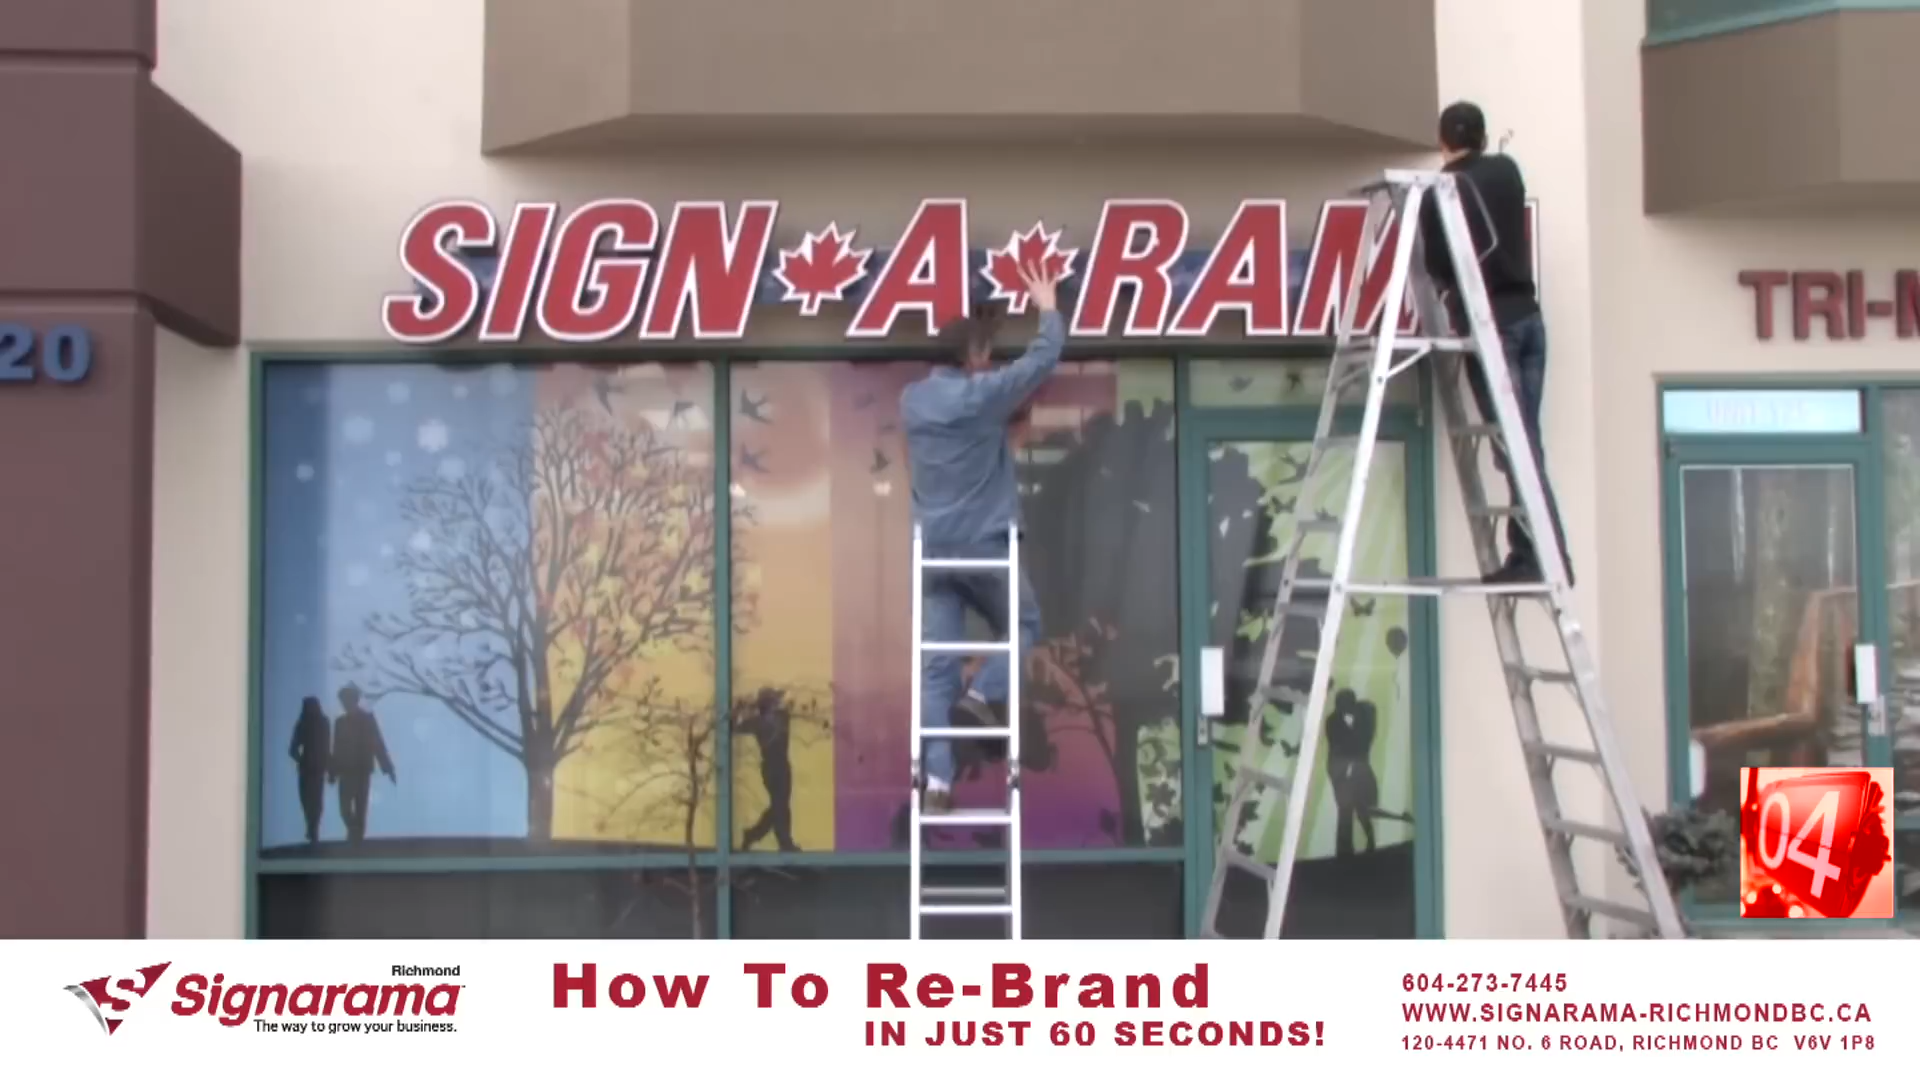 SIGN A RAM
20
TRI-M
04
Richmond
Signarama
The way to grow your business.
How To Re-Brand
IN JUST 60 SECONDS!
604-273-7445
WWW.SIGNARAMA-RICHMONDBC.CA
120-4471 NO. 6 ROAD, RICHMOND BC V6V 1P8